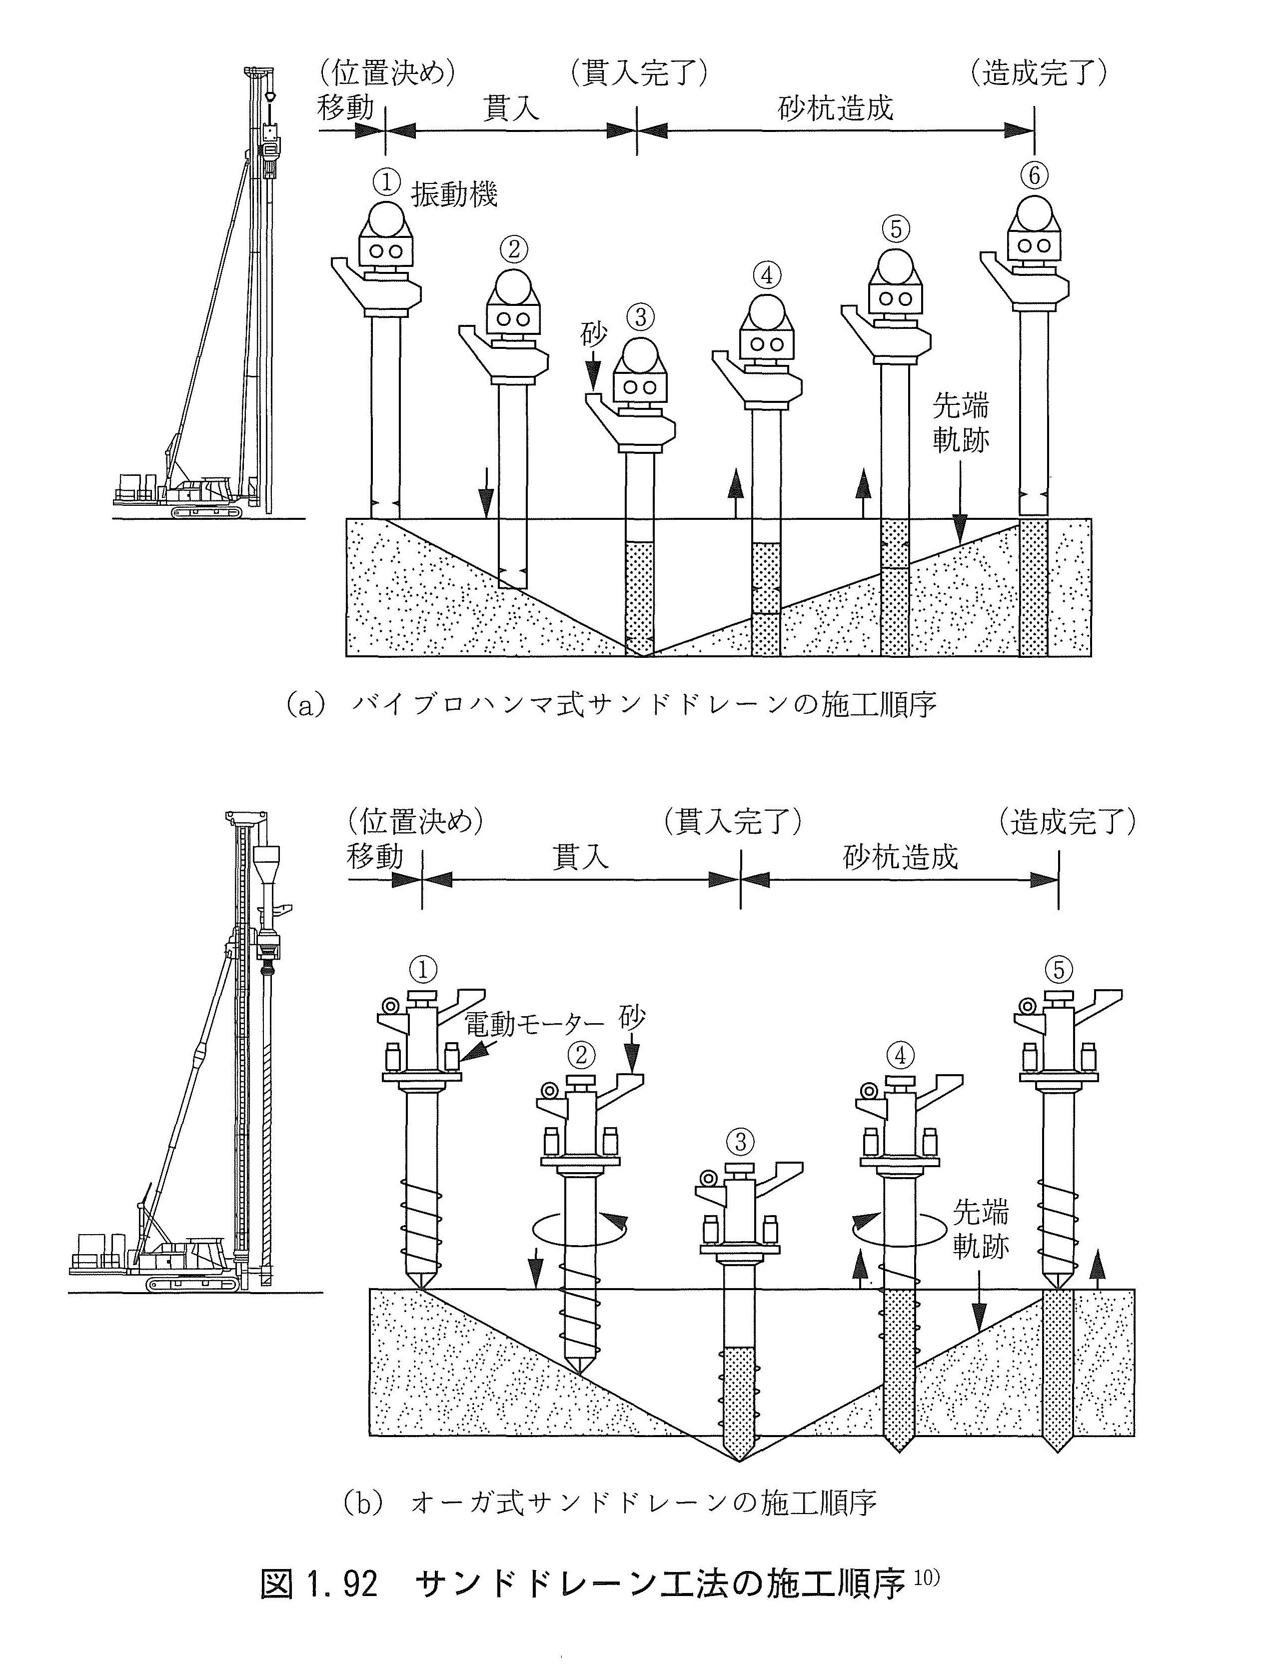 (位置決め) (貫入完了) (造成完了)
移動 貫入 砂杭造成
① 振動機 ② ③ ④ ⑤ ⑥
砂
先端
軌跡
(a) バイブロハンマ式サンドドレーンの施工順序
(位置決め) (貫入完了) (造成完了)
移動 貫入 砂杭造成
① ② ③ ④ ⑤
電動モーター 砂
先端
軌跡
(b) オーガ式サンドドレーンの施工順序
図1.92 サンドドレーン工法の施工順序10)